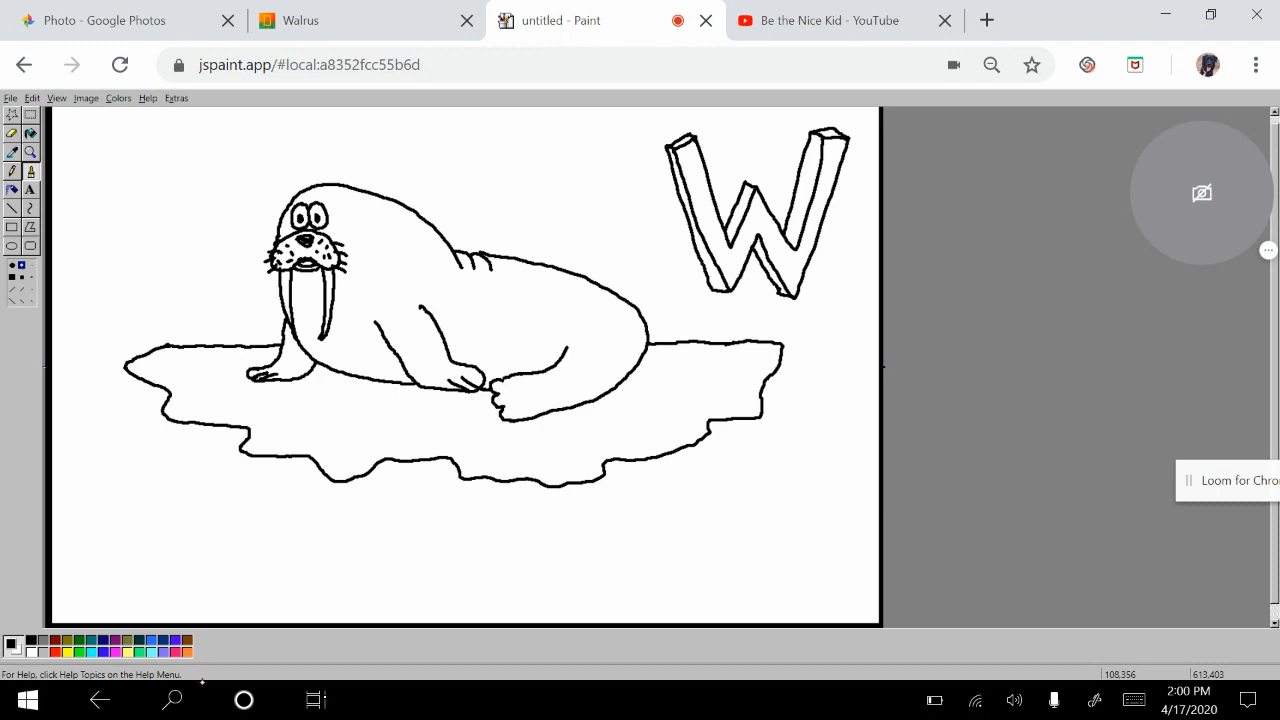 Photo - Google Photos
Walrus
untitled - Paint
Be the Nice Kid - YouTube
jspaint.app/#local:a8352fcc55b6d
File Edit View Image Colors Help Extras
W
Loom for Chro
For Help, click Help Topics on the Help Menu.
108,356
613,403
2:00 PM
4/17/2020